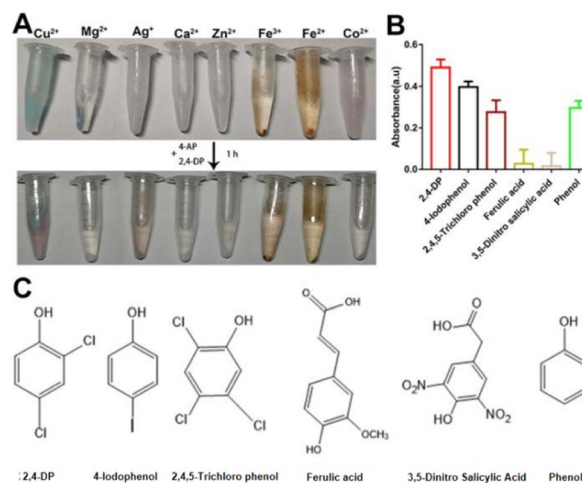 A
Cu²⁺ Mg²⁺ Ag⁺ Ca²⁺ Zn²⁺ Fe³⁺ Fe²⁺ Co²⁺
+ 4-AP
2,4-DP
1 h
B
Absorbance(a.u)
0.6
0.4
0.2
0.0
2.4-DP
4-Iodophenol
2,4,5-Trichloro phenol
Ferulic acid
3,5-Dinitro salicylic acid
Phenol
C
OH
Cl
Cl
OH
I
OH
Cl
Cl
Cl
O
OH
OCH₃
OH
O
OH
O₂N
NO₂
OH
OH
2,4-DP 4-Iodophenol 2,4,5-Trichloro phenol Ferulic acid 3,5-Dinitro Salicylic Acid Phenol